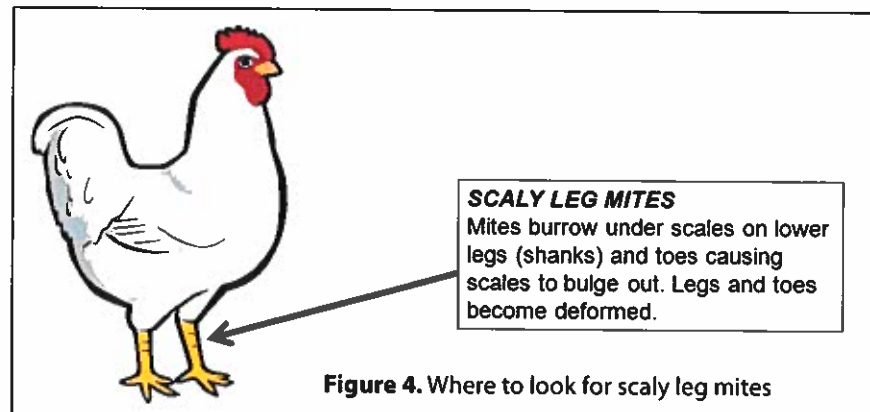 SCALY LEG MITES
Mites burrow under scales on lower
legs (shanks) and toes causing
scales to bulge out. Legs and toes
become deformed.
Figure 4. Where to look for scaly leg mites